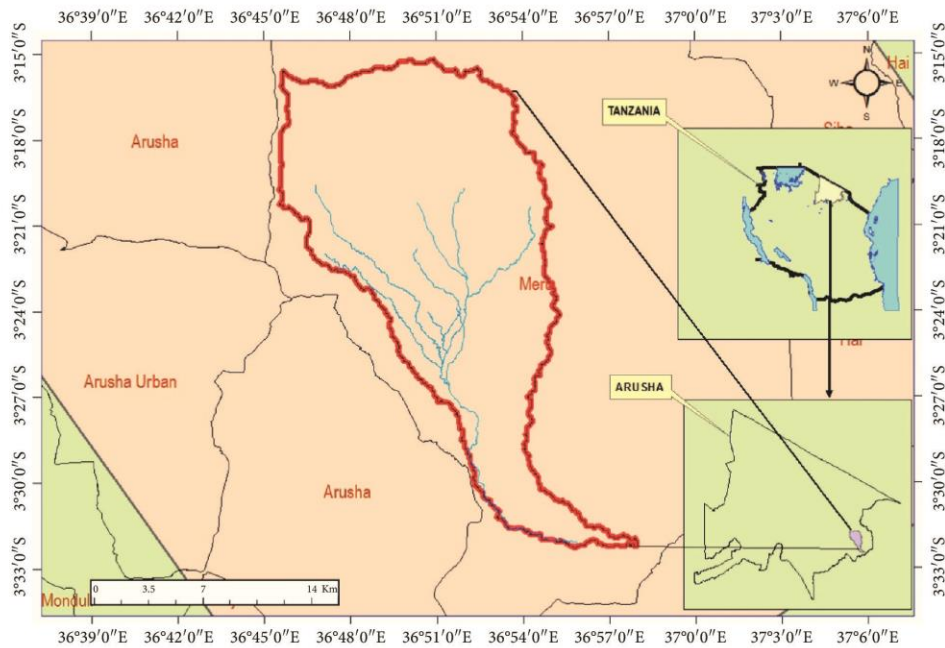 36°39′0″E 36°42′0″E 36°45′0″E 36°48′0″E 36°51′0″E 36°54′0″E 36°57′0″E 37°0′0″E 37°3′0″E 37°6′0″E
3°15′0″S
3°18′0″S
3°21′0″S
3°24′0″S
3°27′0″S
3°30′0″S
3°33′0″S
Hai
N
W E
S
TANZANIA
Arusha
Meru
Arusha Urban
ARUSHA
Arusha
0 3.5 7 14 Km
3°15′0″S
3°18′0″S
3°21′0″S
3°24′0″S
3°27′0″S
3°30′0″S
3°33′0″S
36°39′0″E 36°42′0″E 36°45′0″E 36°48′0″E 36°51′0″E 36°54′0″E 36°57′0″E 37°0′0″E 37°3′0″E 37°6′0″E